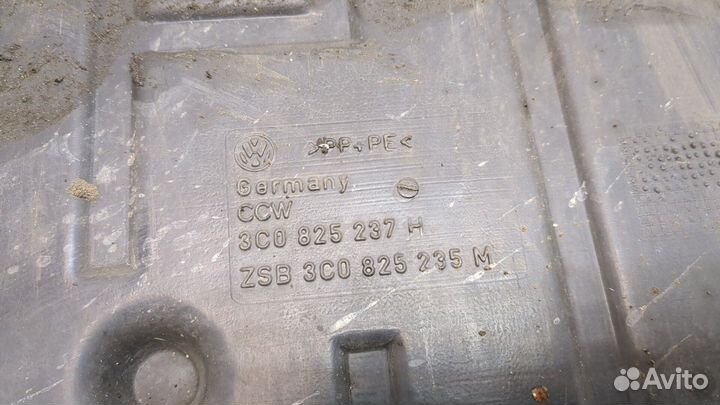 >PP+PE<
Germany
CCW
3C0 825 237 H
ZSB 3C0 825 235 M
Avito